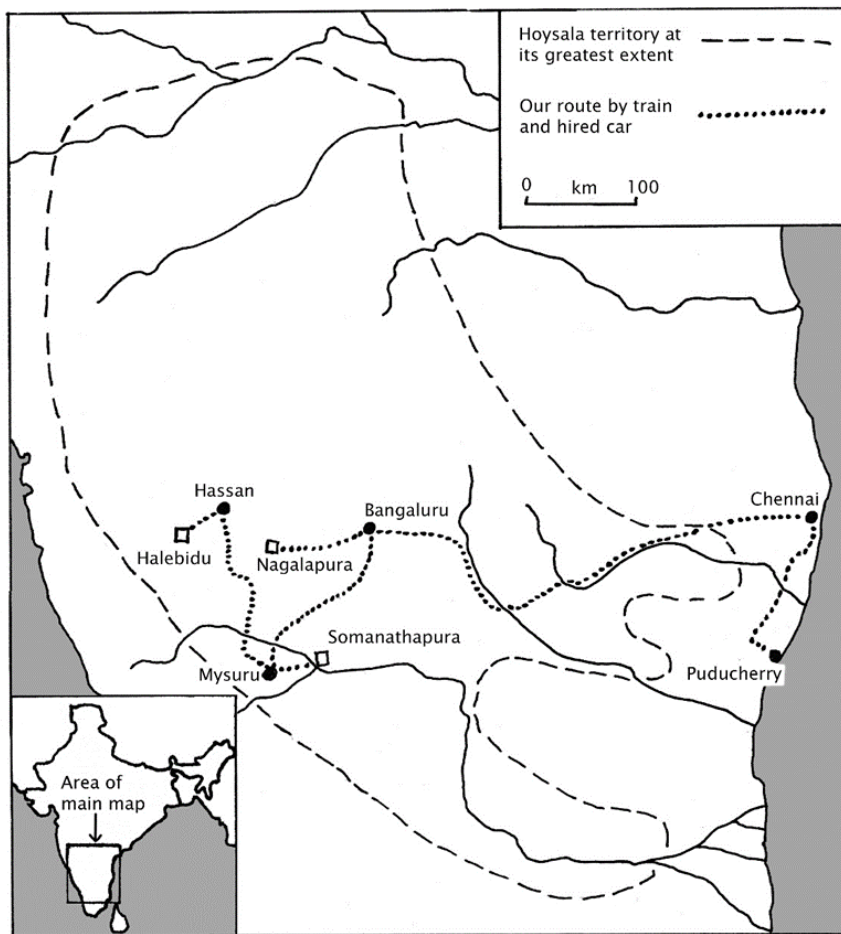 Hoysala territory at
its greatest extent
Our route by train
and hired car
0 km 100
Hassan
Bangaluru
Chennai
Halebidu
Nagalapura
Somanathapura
Mysuru
Puducherry
Area of
main map